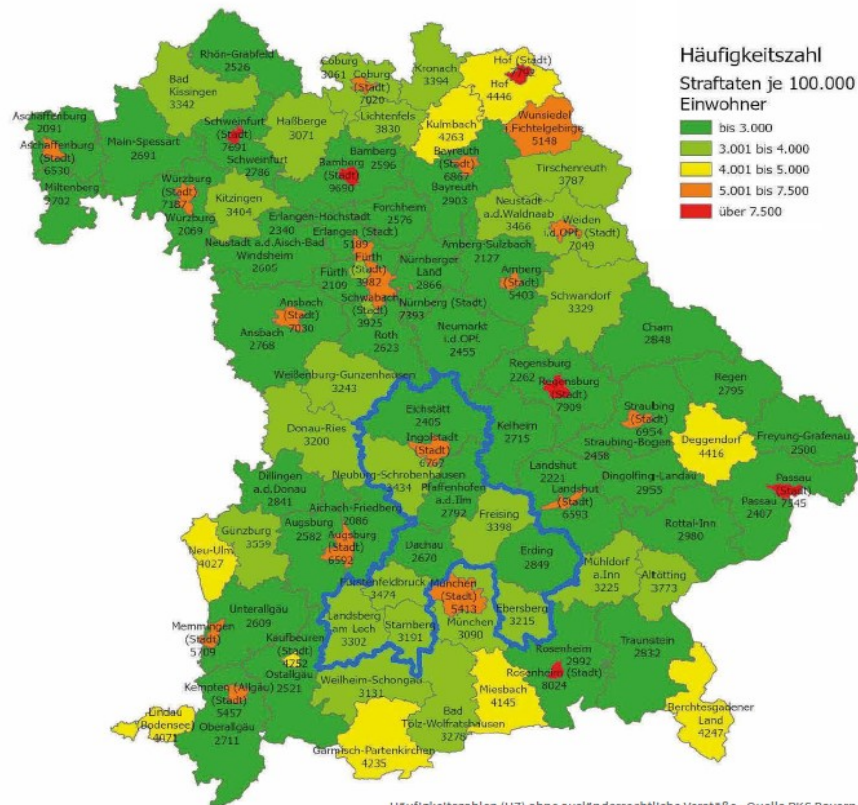 Häufigkeitszahl
Straftaten je 100.000
Einwohner
bis 3.000
3.001 bis 4.000
4.001 bis 5.000
5.001 bis 7.500
über 7.500
Rhön-Grabfeld
2526
Bad
Kissingen
3342
Coburg
3061
Coburg
(Stadt)
7020
Kronach
3394
Hof (Stadt)
Hof
4446
Lichtenfels
3830
Kulmbach
4263
Wunsiedel
i.Fichtelgebirge
5148
Aschaffenburg
2091
Aschaffenburg
(Stadt)
6530
Main-Spessart
2691
Miltenberg
Schweinfurt
(Stadt)
7691
Schweinfurt
2786
Haßberge
3071
Bamberg
2596
Bamberg
(Stadt)
9690
Bayreuth
(Stadt)
6867
Bayreuth
2903
Tirschenreuth
3787
Würzburg
(Stadt)
7187
Würzburg
2069
Kitzingen
3404
Forchheim
2576
Neustadt
a.d.Waldnaab
3466
Weiden
i.d.OPf. (Stadt)
7049
Erlangen-Höchstadt
2340
Erlangen (Stadt)
5189
Neustadt a.d.Aisch-Bad
Windsheim
2605
Fürth
(Stadt)
3982
Fürth
2109
Nürnberger
Land
2866
Amberg-Sulzbach
2127
Amberg
(Stadt)
5403
Schwabach
(Stadt)
3925
Nürnberg (Stadt)
7393
Schwandorf
3329
Ansbach
(Stadt)
7030
Ansbach
2768
Roth
2623
Neumarkt
i.d.OPf.
2455
Cham
2848
Weißenburg-Gunzenhausen
3243
Regensburg
2262
Regensburg
(Stadt)
7909
Regen
2795
Donau-Ries
3200
Eichstätt
2405
Ingolstadt
(Stadt)
6767
Kelheim
2715
Straubing
(Stadt)
6954
Straubing-Bogen
2458
Deggendorf
4416
Freyung-Grafenau
2500
Neuburg-Schrobenhausen
3434
Pfaffenhofen
a.d.Ilm
2792
Landshut
2221
Landshut
(Stadt)
6593
Dingolfing-Landau
2955
Passau
(Stadt)
7545
Passau
2407
Dillingen
a.d.Donau
2841
Aichach-Friedberg
2086
Augsburg
2582
Augsburg
(Stadt)
6592
Freising
3398
Rottal-Inn
2980
Neu-Ulm
4027
Günzburg
3559
Dachau
2670
Erding
2849
Mühldorf
a.Inn
3225
Altötting
3773
Fürstenfeldbruck
3474
München
(Stadt)
5413
München
3090
Ebersberg
3215
Unterallgäu
2609
Landsberg
am Lech
3302
Starnberg
3191
Memmingen
(Stadt)
5709
Kaufbeuren
(Stadt)
4252
Ostallgäu
2521
Rosenheim
2992
Rosenheim (Stadt)
8024
Traunstein
2832
Weilheim-Schongau
3131
Miesbach
4145
Kempten (Allgäu)
(Stadt)
5457
Bad
Tölz-Wolfratshausen
3278
Berchtesgadener
Land
4247
Lindau
(Bodensee)
4071
Oberallgäu
2711
Garmisch-Partenkirchen
4235